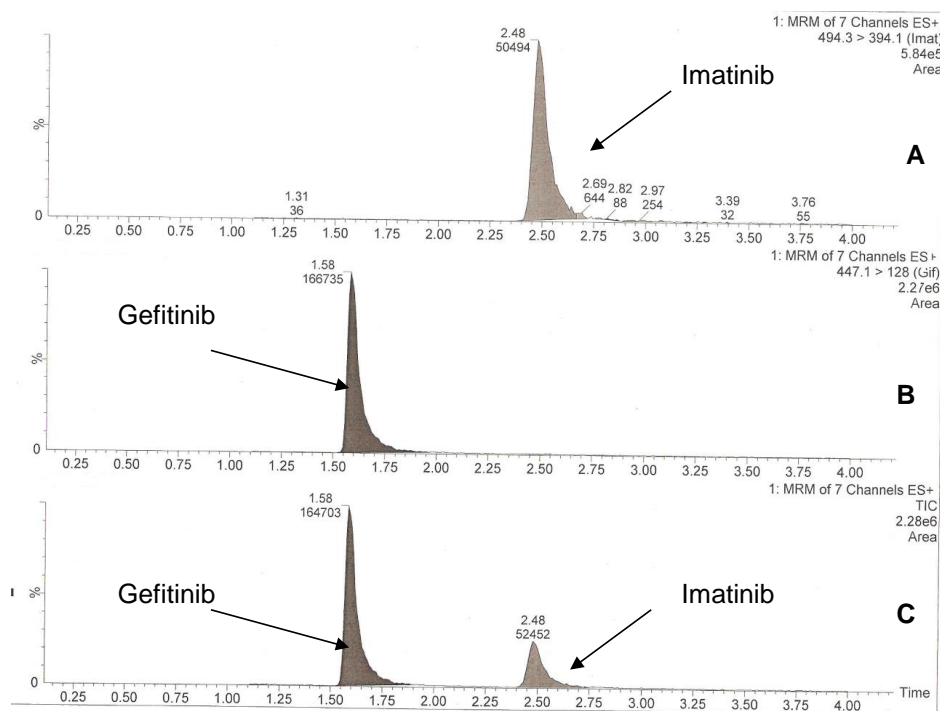 1: MRM of 7 Channels ES+
494.3 > 394.1 (Imat)
5.84e5
Area
2.48
50494
Imatinib
A
%
0
1.31
36
2.69
644
2.82
88
2.97
254
3.39
32
3.76
55
0.25 0.50 0.75 1.00 1.25 1.50 1.75 2.00 2.25 2.50 2.75 3.00 3.25 3.50 3.75 4.00
1: MRM of 7 Channels ES+
447.1 > 128 (Gif)
2.27e6
Area
1.58
166735
Gefitinib
B
%
0
0.25 0.50 0.75 1.00 1.25 1.50 1.75 2.00 2.25 2.50 2.75 3.00 3.25 3.50 3.75 4.00
1: MRM of 7 Channels ES+
TIC
2.28e6
Area
1.58
164703
Gefitinib
Imatinib
C
2.48
52452
%
0
Time
0.25 0.50 0.75 1.00 1.25 1.50 1.75 2.00 2.25 2.50 2.75 3.00 3.25 3.50 3.75 4.00